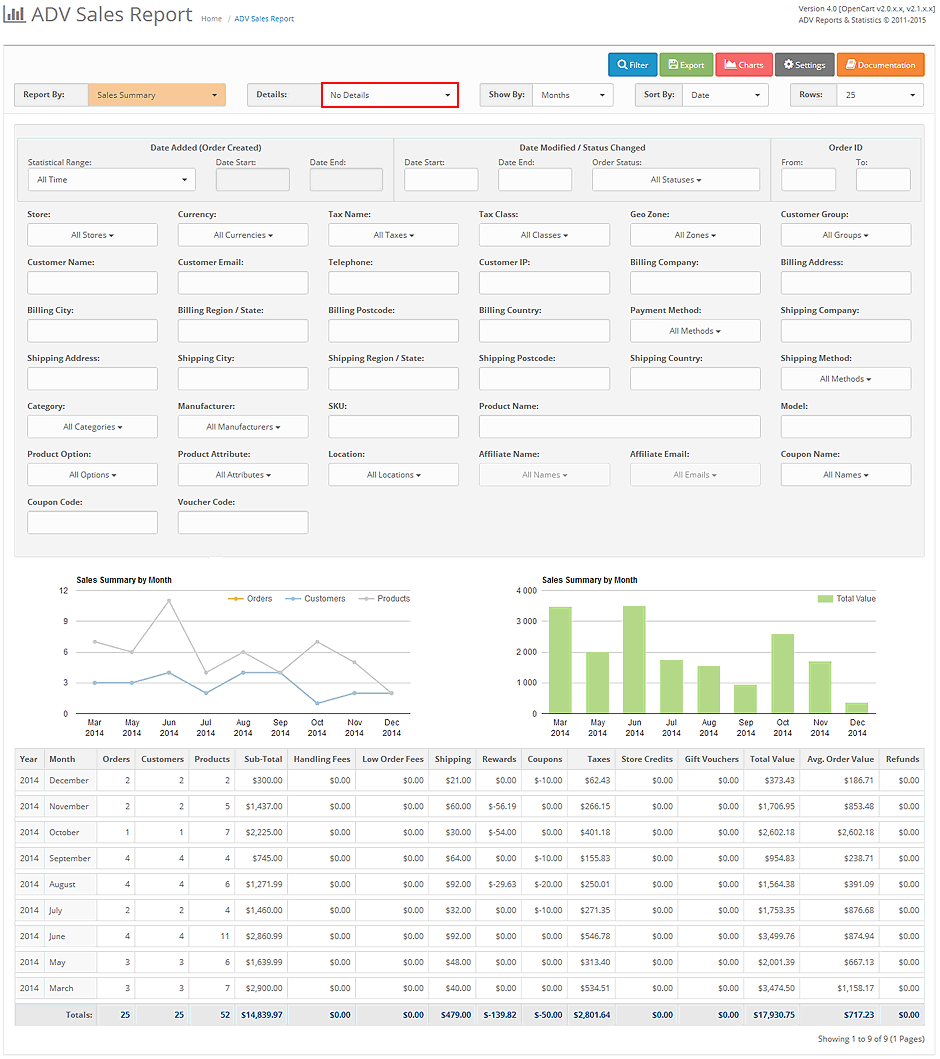 ADV Sales Report Home / ADV Sales Report
Version 4.0 [OpenCart v2.0.x.x, v2.1.x.x]
ADV Reports & Statistics © 2011-2015
Filter Export Charts Settings Documentation
Report By: Sales Summary Details: No Details Show By: Months Sort By: Date Rows: 25
Date Added (Order Created) Date Modified / Status Changed Order ID
Statistical Range: Date Start: Date End: Date Start: Date End: Order Status: From: To:
All Time All Statuses
Store: Currency: Tax Name: Tax Class: Geo Zone: Customer Group:
All Stores All Currencies All Taxes All Classes All Zones All Groups
Customer Name: Customer Email: Telephone: Customer IP: Billing Company: Billing Address:
Billing City: Billing Region / State: Billing Postcode: Billing Country: Payment Method: Shipping Company:
All Methods
Shipping Address: Shipping City: Shipping Region / State: Shipping Postcode: Shipping Country: Shipping Method:
All Methods
Category: Manufacturer: SKU: Product Name: Model:
All Categories All Manufacturers
Product Option: Product Attribute: Location: Affiliate Name: Affiliate Email: Coupon Name:
All Options All Attributes All Locations All Names All Emails All Names
Coupon Code: Voucher Code:
Sales Summary by Month
12
Orders Customers Products
9
6
3
0
Mar 2014 May 2014 Jun 2014 Jul 2014 Aug 2014 Sep 2014 Oct 2014 Nov 2014 Dec 2014
Sales Summary by Month
4 000
Total Value
3 000
2 000
1 000
0
Mar 2014 May 2014 Jun 2014 Jul 2014 Aug 2014 Sep 2014 Oct 2014 Nov 2014 Dec 2014
Year Month Orders Customers Products Sub-Total Handling Fees Low Order Fees Shipping Rewards Coupons Taxes Store Credits Gift Vouchers Total Value Avg. Order Value Refunds
2014 December 2 2 2 $300.00 $0.00 $0.00 $21.00 $0.00 $-10.00 $62.43 $0.00 $0.00 $373.43 $186.71 $0.00
2014 November 2 2 5 $1,437.00 $0.00 $0.00 $60.00 $-56.19 $0.00 $266.15 $0.00 $0.00 $1,706.95 $853.48 $0.00
2014 October 1 1 7 $2,225.00 $0.00 $0.00 $30.00 $-54.00 $0.00 $401.18 $0.00 $0.00 $2,602.18 $2,602.18 $0.00
2014 September 4 4 4 $745.00 $0.00 $0.00 $64.00 $0.00 $-10.00 $155.83 $0.00 $0.00 $954.83 $238.71 $0.00
2014 August 4 4 6 $1,271.99 $0.00 $0.00 $92.00 $-29.63 $-20.00 $250.01 $0.00 $0.00 $1,564.38 $391.09 $0.00
2014 July 2 2 4 $1,460.00 $0.00 $0.00 $32.00 $0.00 $-10.00 $271.35 $0.00 $0.00 $1,753.35 $876.68 $0.00
2014 June 4 4 11 $2,860.99 $0.00 $0.00 $92.00 $0.00 $0.00 $546.78 $0.00 $0.00 $3,499.76 $874.94 $0.00
2014 May 3 3 6 $1,639.99 $0.00 $0.00 $48.00 $0.00 $0.00 $313.40 $0.00 $0.00 $2,001.39 $667.13 $0.00
2014 March 3 3 7 $2,900.00 $0.00 $0.00 $40.00 $0.00 $0.00 $534.51 $0.00 $0.00 $3,474.50 $1,158.17 $0.00
Totals: 25 25 52 $14,839.97 $0.00 $0.00 $479.00 $-139.82 $-50.00 $2,801.64 $0.00 $0.00 $17,930.75 $717.23 $0.00
Showing 1 to 9 of 9 (1 Pages)